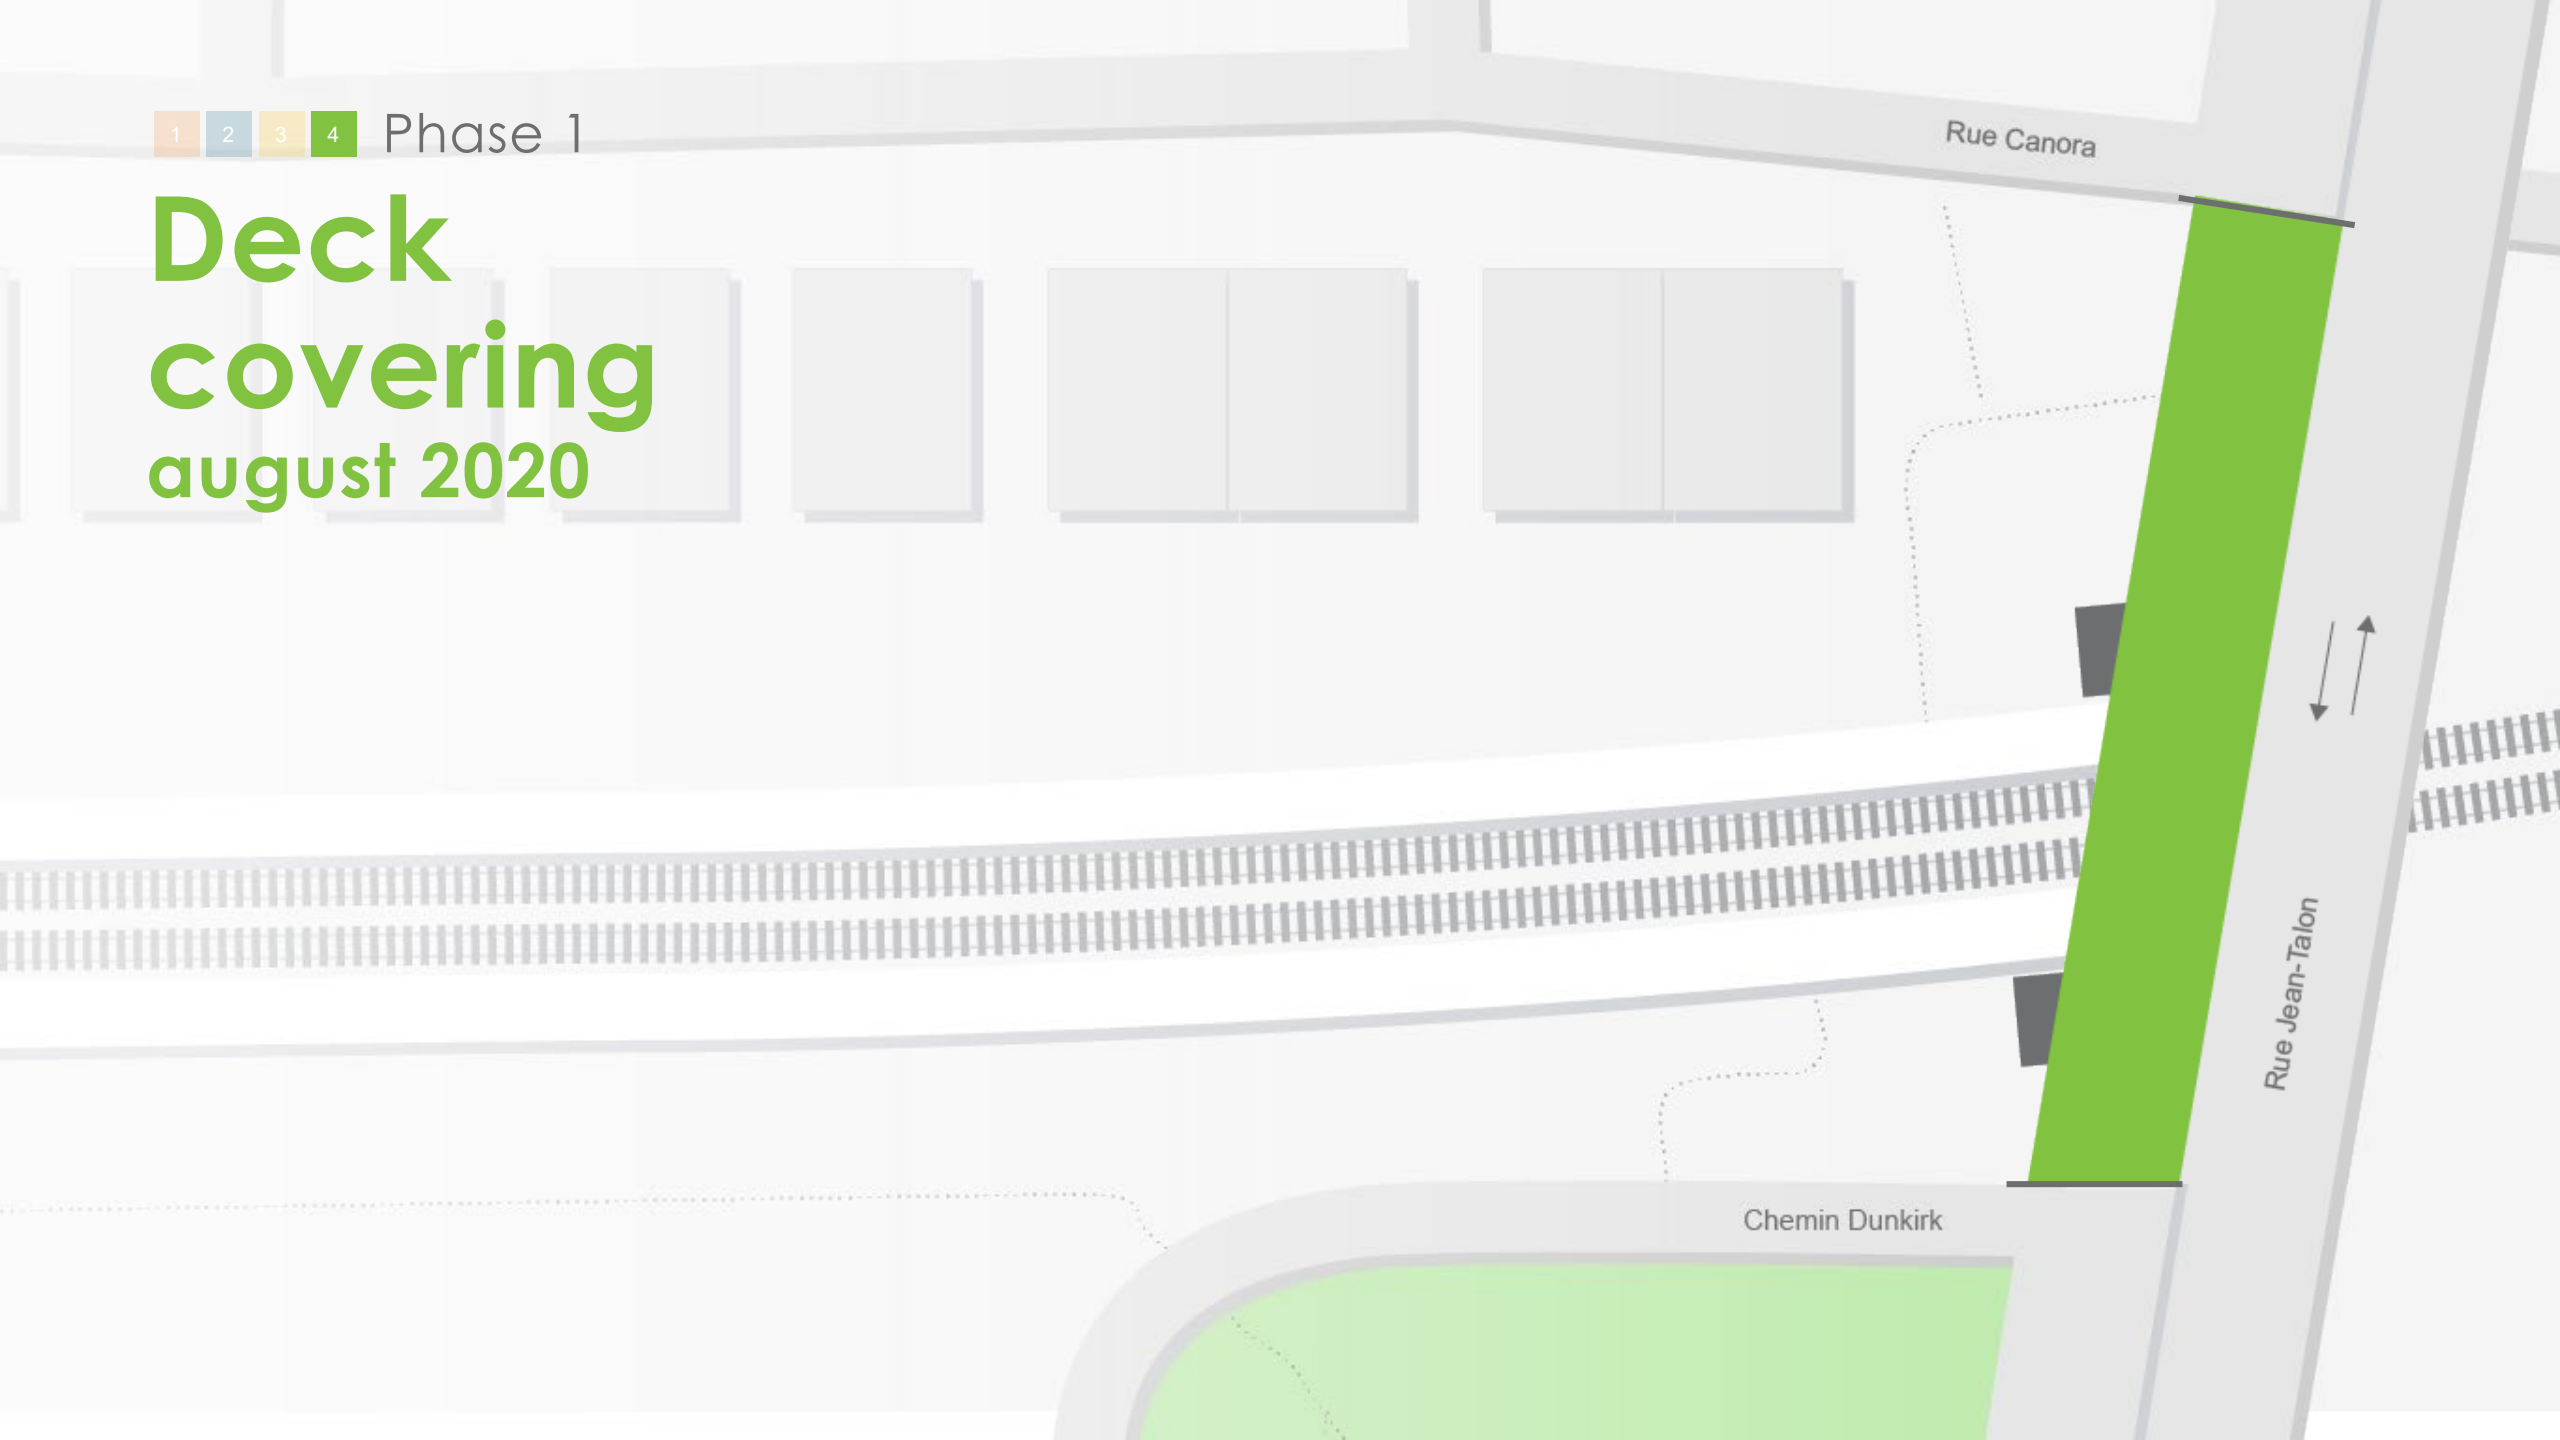 1 2 3 4 Phase 1
Deck
covering
august 2020
Rue Canora
Rue Jean-Talon
Chemin Dunkirk